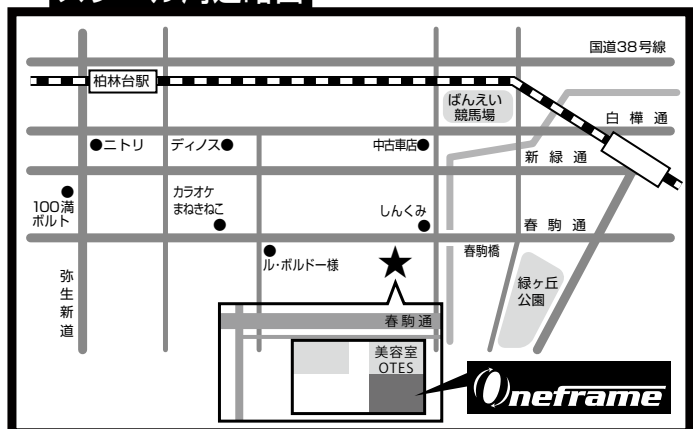 国道38号線
柏林台駅
ばんえい
競馬場
白樺通
ニトリ
ディノス
中古車店
新緑通
100満
ボルト
カラオケ
まねきねこ
しんくみ
春駒通
ル・ボルドー様
春駒橋
弥生新道
緑ヶ丘
公園
春駒通
美容室
OTES
Oneframe